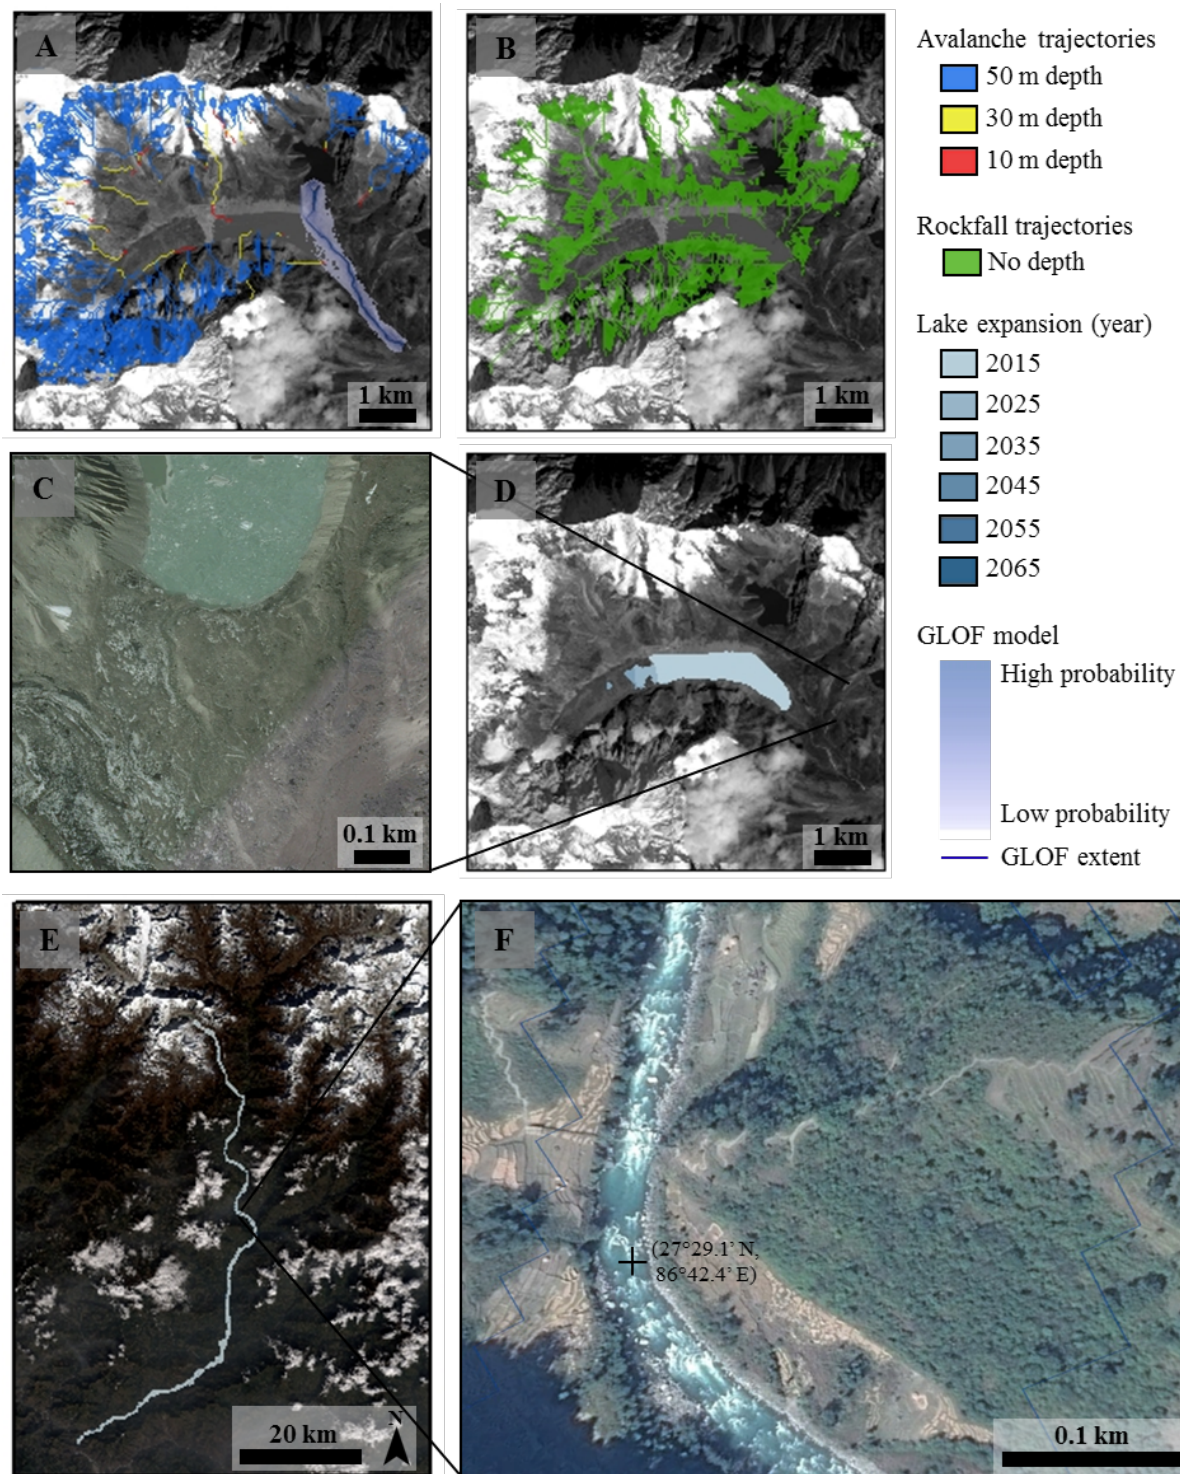 A
B
1 km
1 km
Avalanche trajectories
50 m depth
30 m depth
10 m depth
Rockfall trajectories
No depth
Lake expansion (year)
2015
2025
2035
2045
2055
2065
GLOF model
High probability
Low probability
GLOF extent
C
0.1 km
D
1 km
E
20 km
N
F
(27°29.1' N,
86°42.4' E)
0.1 km